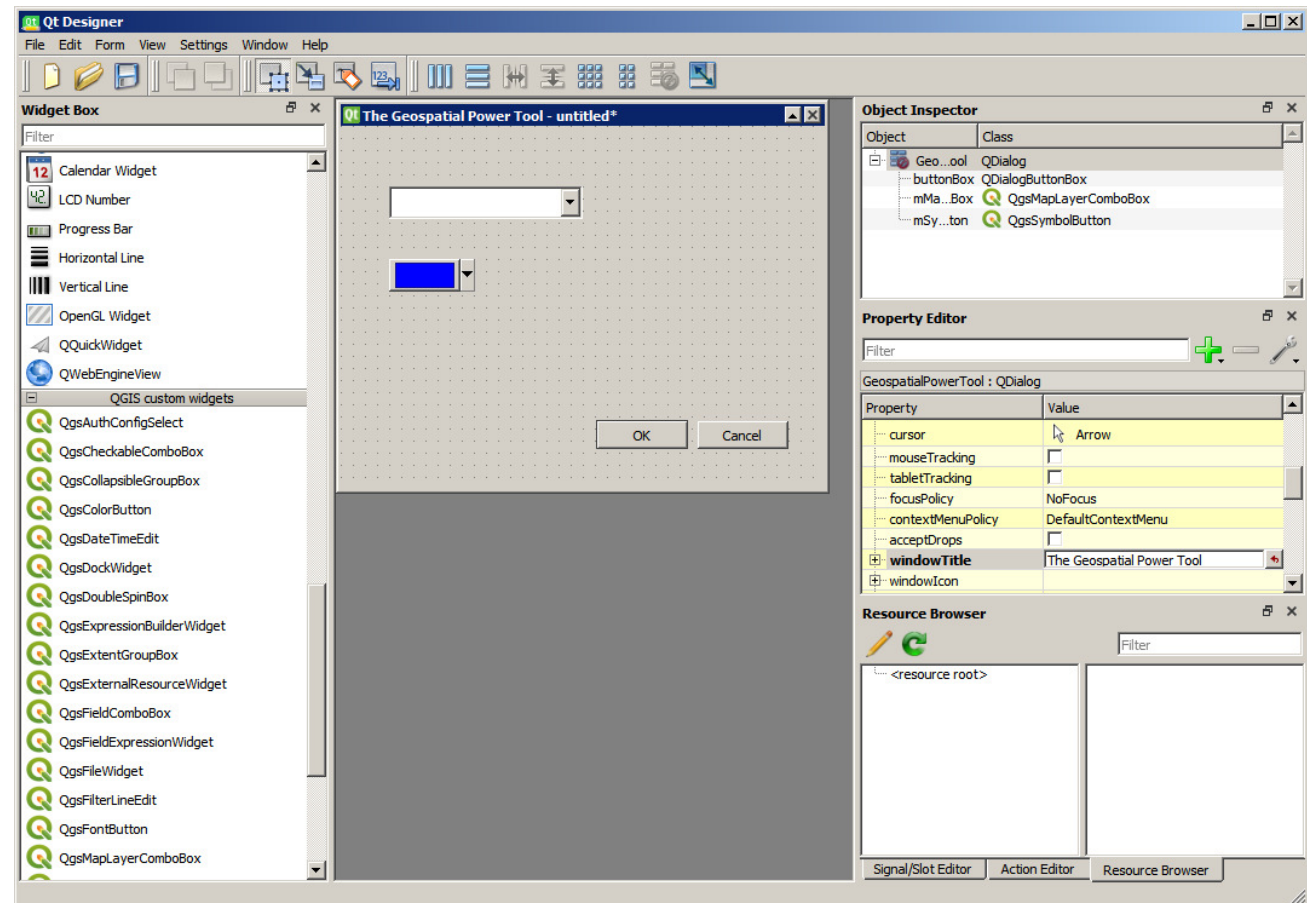 Qt Designer
File Edit Form View Settings Window Help
123
Widget Box
Filter
12 Calendar Widget
42. LCD Number
Progress Bar
Horizontal Line
Vertical Line
OpenGL Widget
QQuickWidget
QWebEngineView
QGIS custom widgets
QgsAuthConfigSelect
QgsCheckableComboBox
QgsCollapsibleGroupBox
QgsColorButton
QgsDateTimeEdit
QgsDockWidget
QgsDoubleSpinBox
QgsExpressionBuilderWidget
QgsExtentGroupBox
QgsExternalResourceWidget
QgsFieldComboBox
QgsFieldExpressionWidget
QgsFileWidget
QgsFilterLineEdit
QgsFontButton
QgsMapLayerComboBox
Qt The Geospatial Power Tool - untitled*
OK Cancel
Object Inspector
Object Class
Geo...ool QDialog
buttonBox QDialogButtonBox
mMa...Box QgsMapLayerComboBox
mSy...ton QgsSymbolButton
Property Editor
Filter
GeospatialPowerTool : QDialog
Property Value
cursor Arrow
mouseTracking
tabletTracking
focusPolicy NoFocus
contextMenuPolicy DefaultContextMenu
acceptDrops
windowTitle The Geospatial Power Tool
windowIcon
Resource Browser
Filter
<resource root>
Signal/Slot Editor Action Editor Resource Browser